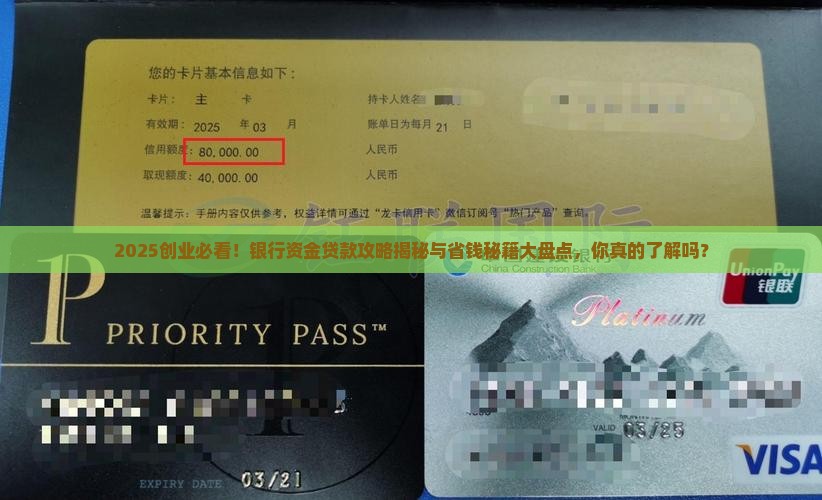 您的卡片基本信息如下：
卡片： 主 卡 持卡人姓名
有效期： 2025 年 03 月 账单日为每月 21 日
信用额度： 80,000.00 人民币
取现额度： 40,000.00 人民币
温馨提示：手册内容仅供参考，权益详情可通过“龙卡信用卡”微信订阅号“热门产品”查询。
2025创业必看！银行资金贷款攻略揭秘与省钱秘籍大盘点，你真的了解吗？
China Construction Bank
UnionPay
银联
P
PRIORITY PASS™
Platinum
VALID 03/25
VISA
EXPIRY DATE 03/21